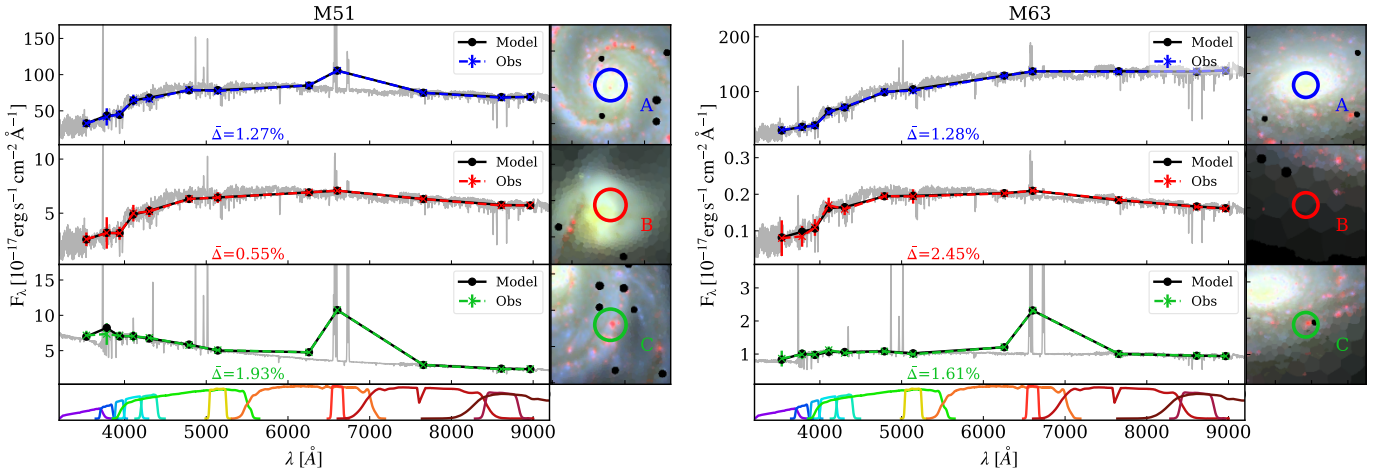 M51
M63
F_λ [10⁻¹⁷ erg s⁻¹ cm⁻² Å⁻¹]
150
100
50
Model
Obs
Δ̄=1.27%
A
10
5
Model
Obs
Δ̄=0.55%
B
15
10
5
Model
Obs
Δ̄=1.93%
C
4000 5000 6000 7000 8000 9000
λ [Å]
F_λ [10⁻¹⁷ erg s⁻¹ cm⁻² Å⁻¹]
200
100
Model
Obs
Δ̄=1.28%
A
0.3
0.2
0.1
Model
Obs
Δ̄=2.45%
B
3
2
1
Model
Obs
Δ̄=1.61%
C
4000 5000 6000 7000 8000 9000
λ [Å]